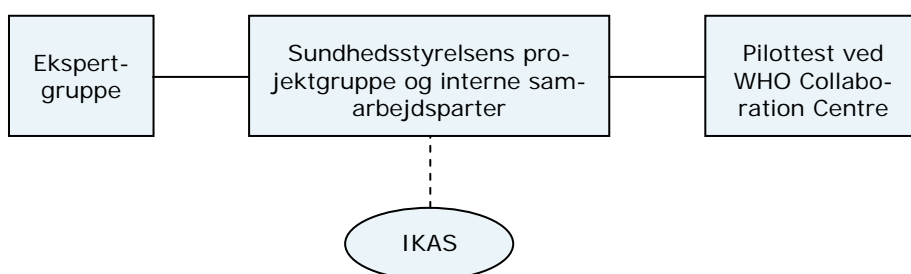 Ekspert-
gruppe
Sundhedsstyrelsens pro-
jektgruppe og interne sam-
arbejdsparter
Pilottest ved
WHO Collabo-
ration Centre
IKAS